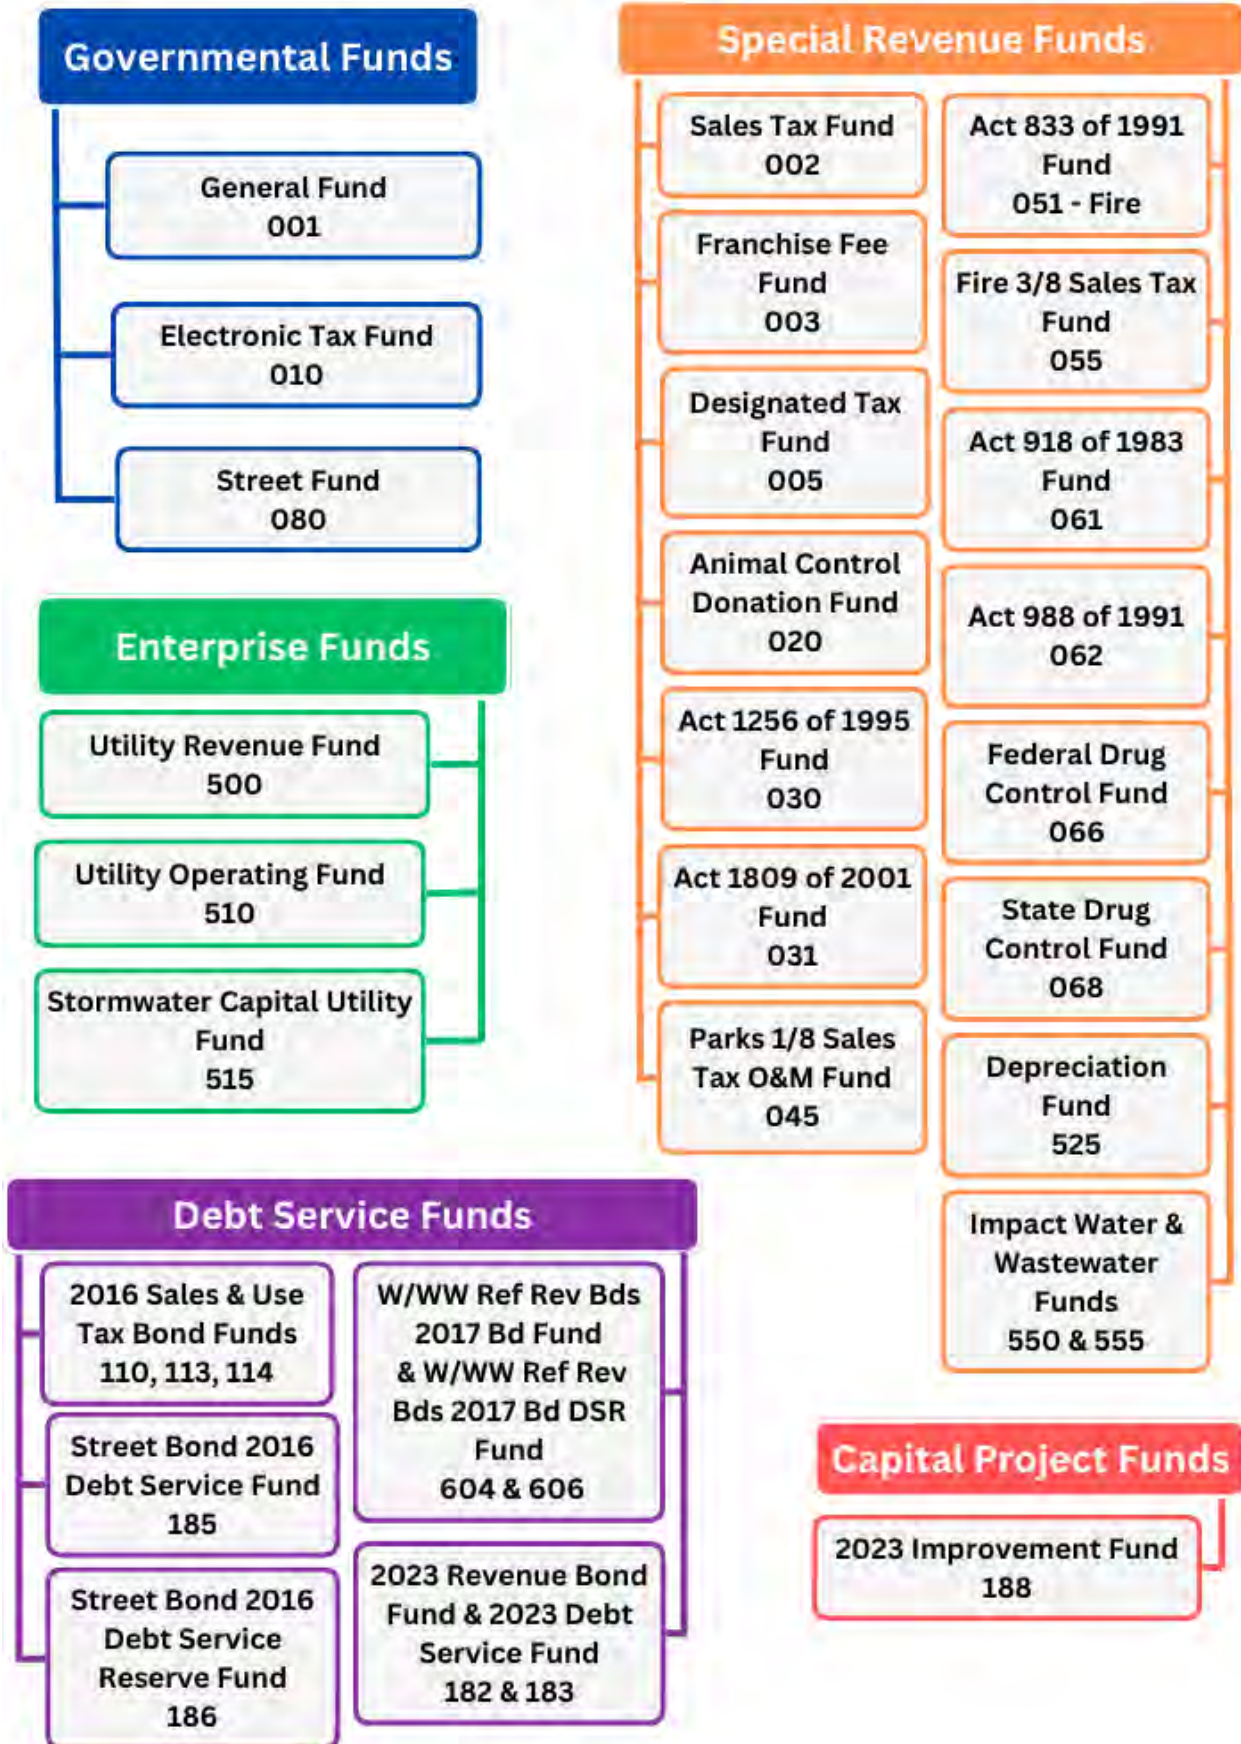 Governmental Funds
General Fund
001
Electronic Tax Fund
010
Street Fund
080
Enterprise Funds
Utility Revenue Fund
500
Utility Operating Fund
510
Stormwater Capital Utility
Fund
515
Special Revenue Funds
Sales Tax Fund
002
Franchise Fee
Fund
003
Designated Tax
Fund
005
Animal Control
Donation Fund
020
Act 1256 of 1995
Fund
030
Act 1809 of 2001
Fund
031
Parks 1/8 Sales
Tax O&M Fund
045
Act 833 of 1991
Fund
051 - Fire
Fire 3/8 Sales Tax
Fund
055
Act 918 of 1983
Fund
061
Act 988 of 1991
062
Federal Drug
Control Fund
066
State Drug
Control Fund
068
Depreciation
Fund
525
Impact Water &
Wastewater
Funds
550 & 555
Debt Service Funds
2016 Sales & Use
Tax Bond Funds
110, 113, 114
Street Bond 2016
Debt Service Fund
185
Street Bond 2016
Debt Service
Reserve Fund
186
W/WW Ref Rev Bds
2017 Bd Fund
& W/WW Ref Rev
Bds 2017 Bd DSR
Fund
604 & 606
2023 Revenue Bond
Fund & 2023 Debt
Service Fund
182 & 183
Capital Project Funds
2023 Improvement Fund
188